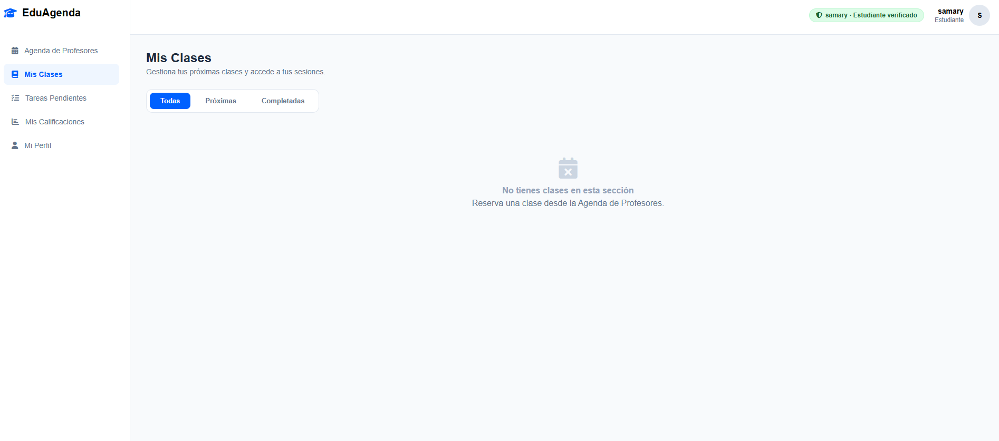 EduAgenda
samary · Estudiante verificado
samary
Estudiante
S
Agenda de Profesores
Mis Clases
Tareas Pendientes
Mis Calificaciones
Mi Perfil
Mis Clases
Gestiona tus próximas clases y accede a tus sesiones.
Todas
Próximas
Completadas
No tienes clases en esta sección
Reserva una clase desde la Agenda de Profesores.